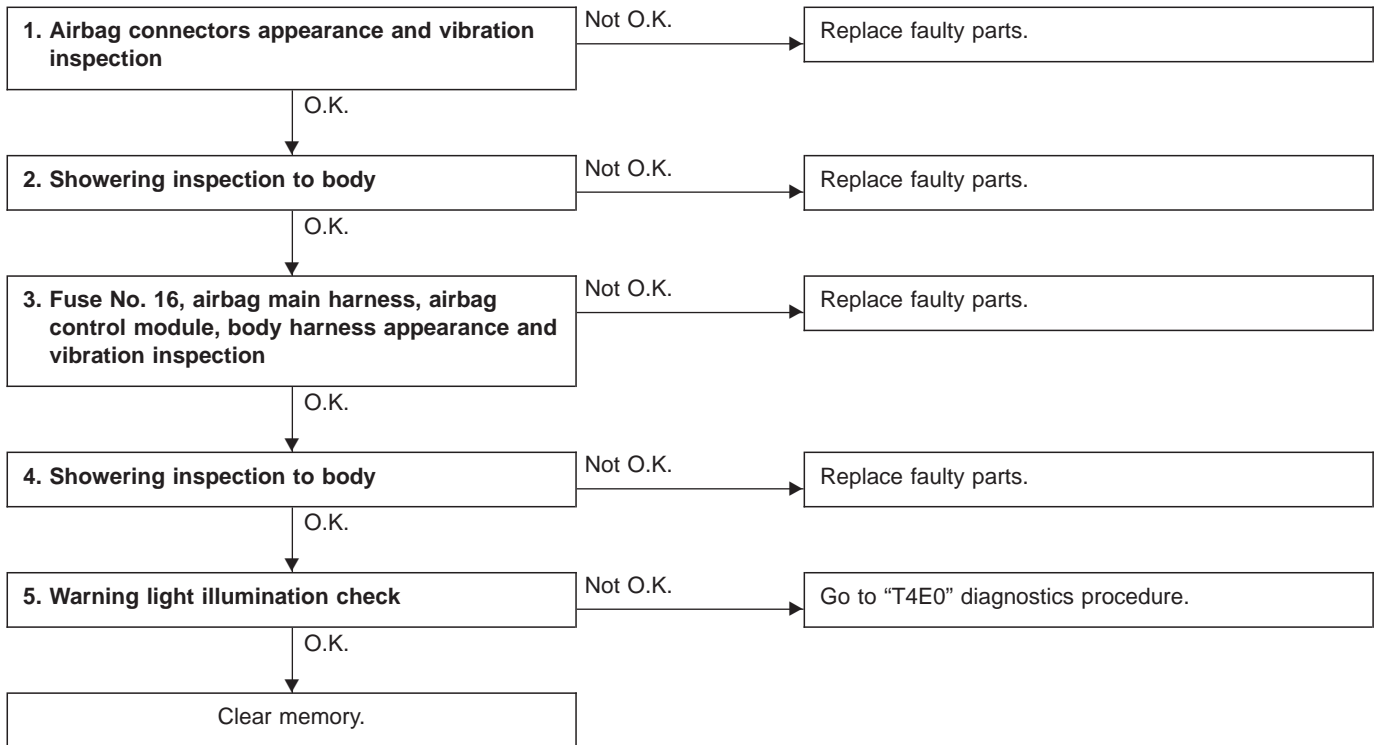 1. Airbag connectors appearance and vibration
inspection
Not O.K.
Replace faulty parts.
O.K.
2. Showering inspection to body
Not O.K.
Replace faulty parts.
O.K.
3. Fuse No. 16, airbag main harness, airbag
control module, body harness appearance and
vibration inspection
Not O.K.
Replace faulty parts.
O.K.
4. Showering inspection to body
Not O.K.
Replace faulty parts.
O.K.
5. Warning light illumination check
Not O.K.
Go to “T4E0” diagnostics procedure.
O.K.
Clear memory.